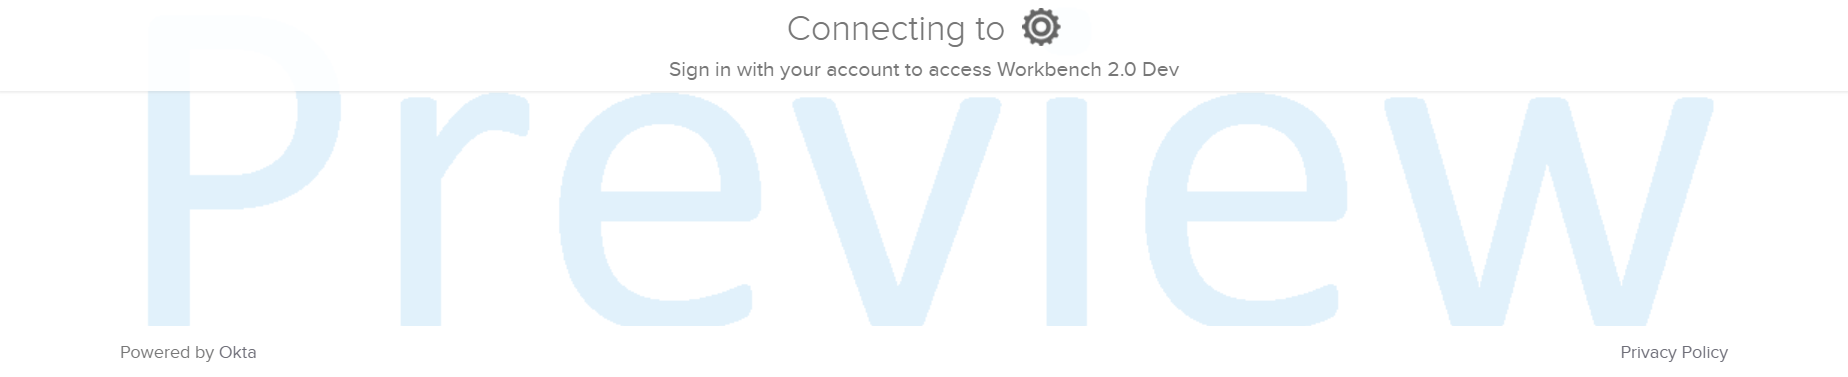 Connecting to
Sign in with your account to access Workbench 2.0 Dev
Preview
Powered by Okta
Privacy Policy